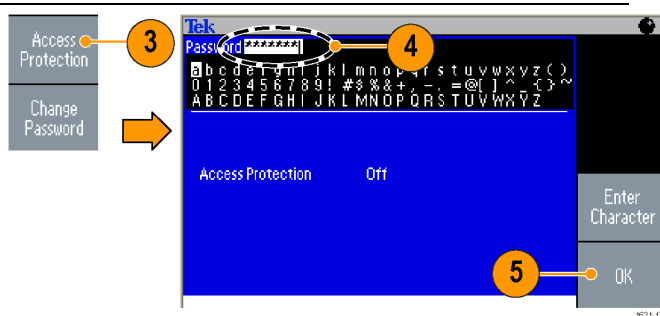 Access
Protection
3
Change
Password
Tek
Password *******
4
a b c d e f g h i j k l m n o p q r s t u v w x y z ( )
0 1 2 3 4 5 6 7 8 9 ! # $ % & + , - . = @ [ ] ^ _ { } ~
A B C D E F G H I J K L M N O P Q R S T U V W X Y Z
Access Protection Off
Enter
Character
5
OK